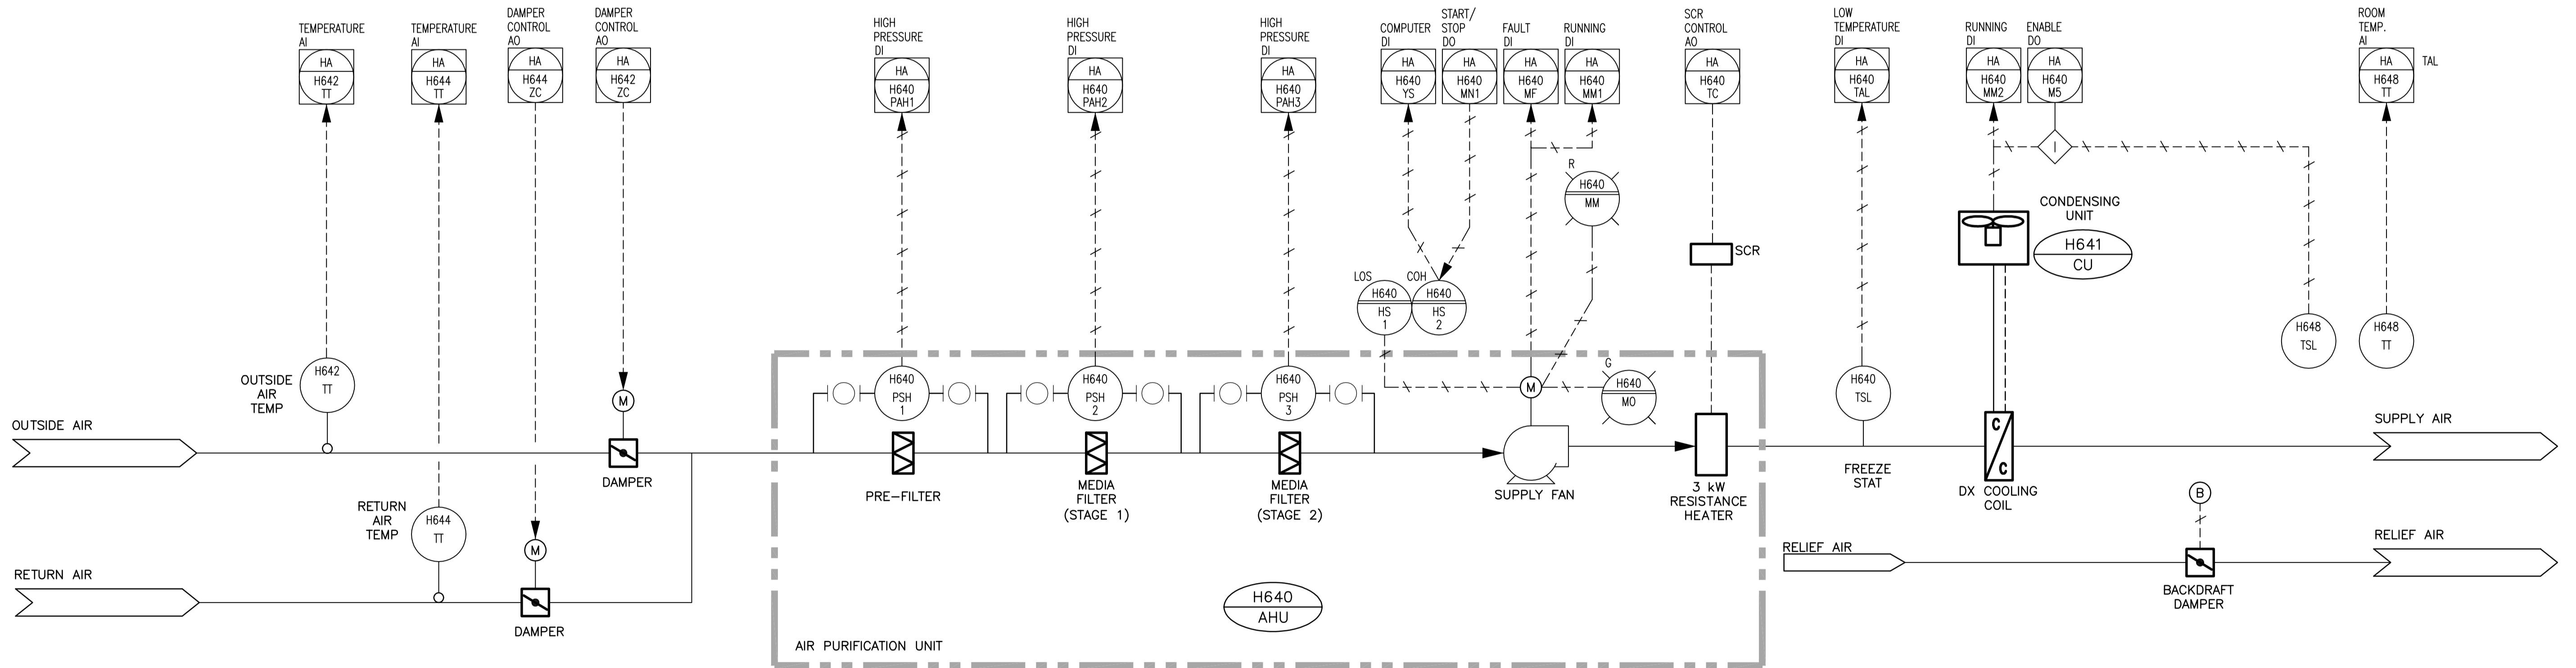 TEMPERATURE
AI
HA
H642
TT
TEMPERATURE
AI
HA
H644
TT
DAMPER
CONTROL
AO
HA
H644
ZC
DAMPER
CONTROL
AO
HA
H642
ZC
HIGH
PRESSURE
DI
HA
H640
PAH1
HIGH
PRESSURE
DI
HA
H640
PAH2
HIGH
PRESSURE
DI
HA
H640
PAH3
COMPUTER
DI
HA
H640
YS
START/
STOP
DO
HA
H640
MN1
FAULT
DI
HA
H640
MF
RUNNING
DI
HA
H640
MM1
SCR
CONTROL
AO
HA
H640
TC
LOW
TEMPERATURE
DI
HA
H640
TAL
RUNNING
DI
HA
H640
MM2
ENABLE
DO
HA
H640
M5
ROOM
TEMP.
AI
HA
H648
TT
TAL
I
R
H640
MM
CONDENSING
UNIT
H641
CU
SCR
LOS
H640
HS
1
COH
H640
HS
2
H648
TSL
H648
TT
OUTSIDE
AIR
TEMP
H642
TT
M
H640
PSH
1
H640
PSH
2
H640
PSH
3
M
G
H640
MO
H640
TSL
OUTSIDE AIR
DAMPER
PRE-FILTER
MEDIA
FILTER
(STAGE 1)
MEDIA
FILTER
(STAGE 2)
SUPPLY FAN
3 kW
RESISTANCE
HEATER
FREEZE
STAT
C
C
DX COOLING
COIL
SUPPLY AIR
RETURN
AIR
TEMP
H644
TT
M
B
RELIEF AIR
RELIEF AIR
BACKDRAFT
DAMPER
RETURN AIR
DAMPER
H640
AHU
AIR PURIFICATION UNIT